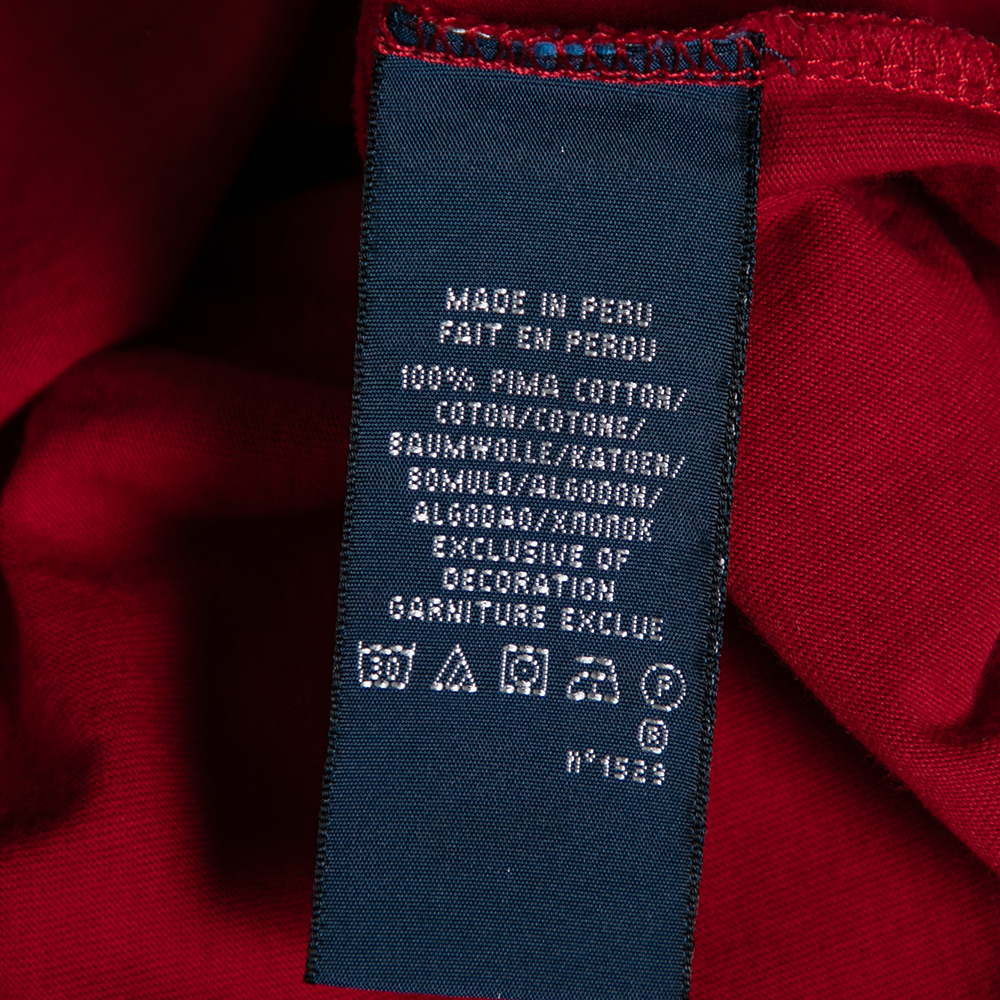 MADE IN PERU
FAIT EN PEROU
100% PIMA COTTON/
COTON/COTONE/
BAUMWOLLE/KATOEN/
BOMULD/ALGODON/
ALGODAO/ХЛОПОК
EXCLUSIVE OF
DECORATION
GARNITURE EXCLUE
30 P
R